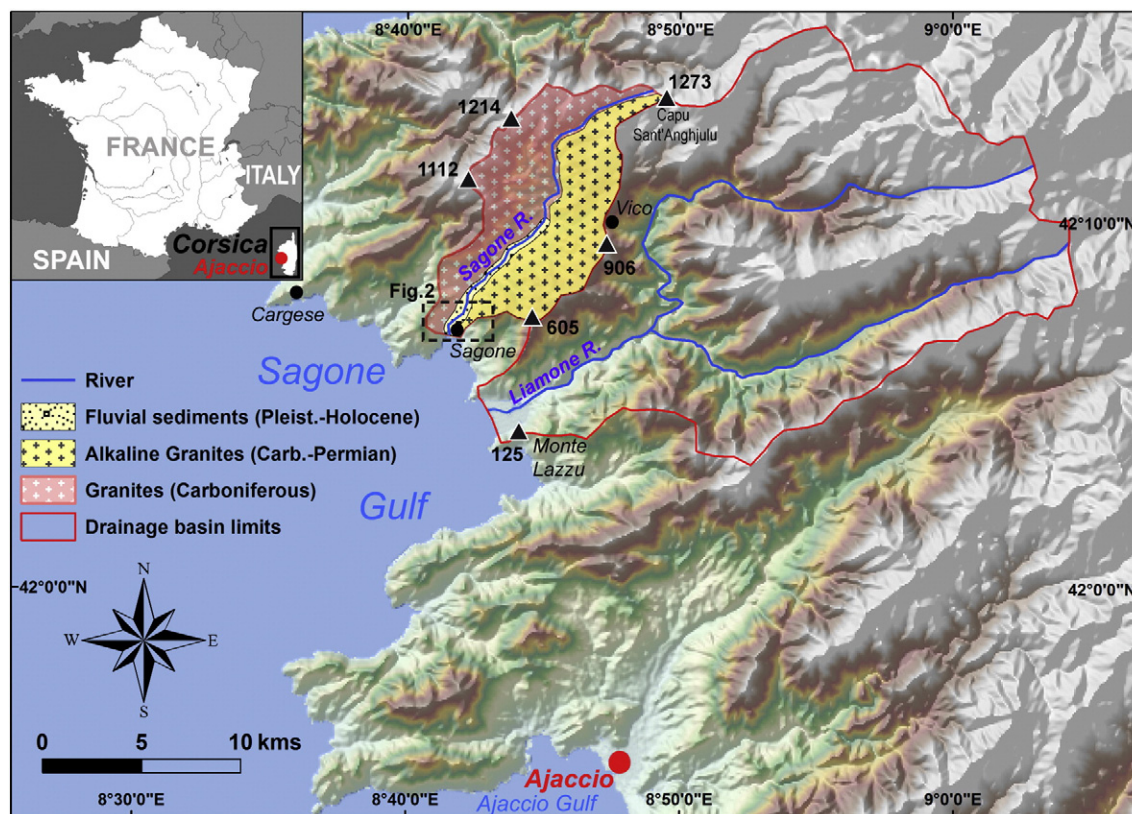 8°40'0"E
8°50'0"E
9°0'0"E
FRANCE
ITALY
SPAIN
Corsica
Ajaccio
1273
Capu
Sant'Anghjulu
1214
1112
Vico
42°10'0"N
906
Sagone R.
Fig.2
Cargese
605
Sagone
Sagone
Liamone R.
125
Monte
Lazzu
Gulf
River
Fluvial sediments (Pleist.-Holocene)
Alkaline Granites (Carb.-Permian)
Granites (Carboniferous)
Drainage basin limits
42°0'0"N
42°0'0"N
N
W
E
S
0 5 10 kms
Ajaccio
Ajaccio Gulf
8°30'0"E
8°40'0"E
8°50'0"E
9°0'0"E